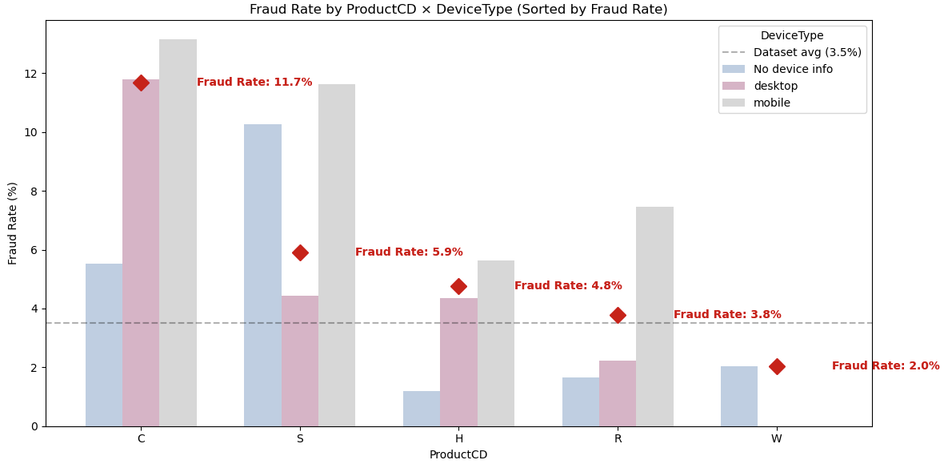 Fraud Rate by ProductCD × DeviceType (Sorted by Fraud Rate)
DeviceType
Dataset avg (3.5%)
No device info
desktop
mobile
Fraud Rate (%)
12
10
8
6
4
2
0
Fraud Rate: 11.7%
Fraud Rate: 5.9%
Fraud Rate: 4.8%
Fraud Rate: 3.8%
Fraud Rate: 2.0%
C
S
H
R
W
ProductCD